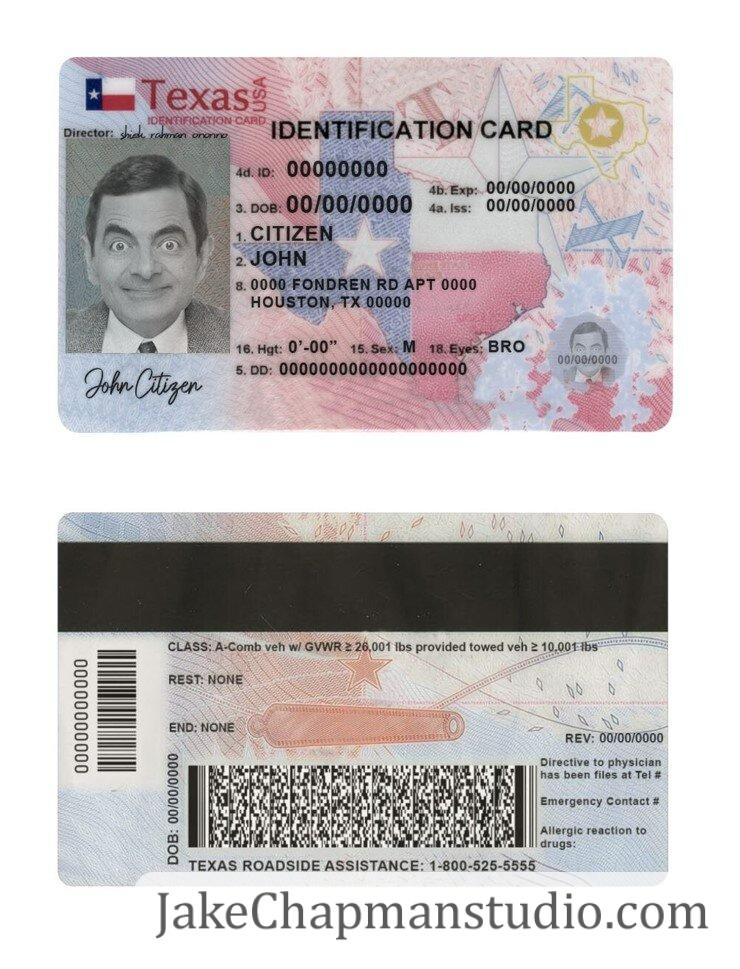 Texas USA
IDENTIFICATION CARD
Director: shiek rahman ononno
IDENTIFICATION CARD
4d. ID: 00000000
4b. Exp: 00/00/0000
3. DOB: 00/00/0000
4a. Iss: 00/00/0000
1. CITIZEN
2. JOHN
8. 0000 FONDREN RD APT 0000
HOUSTON, TX 00000
16. Hgt: 0'-00" 15. Sex: M 18. Eyes: BRO
5. DD: 00000000000000000000
00/00/0000
John Citizen
CLASS: A-Comb veh w/ GVWR ≥ 26,001 lbs provided towed veh ≥ 10,001 lbs
REST: NONE
END: NONE
REV: 00/00/0000
00000000000
DOB: 00/00/0000
Directive to physician
has been files at Tel #
Emergency Contact #
Allergic reaction to
drugs:
TEXAS ROADSIDE ASSISTANCE: 1-800-525-5555
JakeChapmanstudio.com